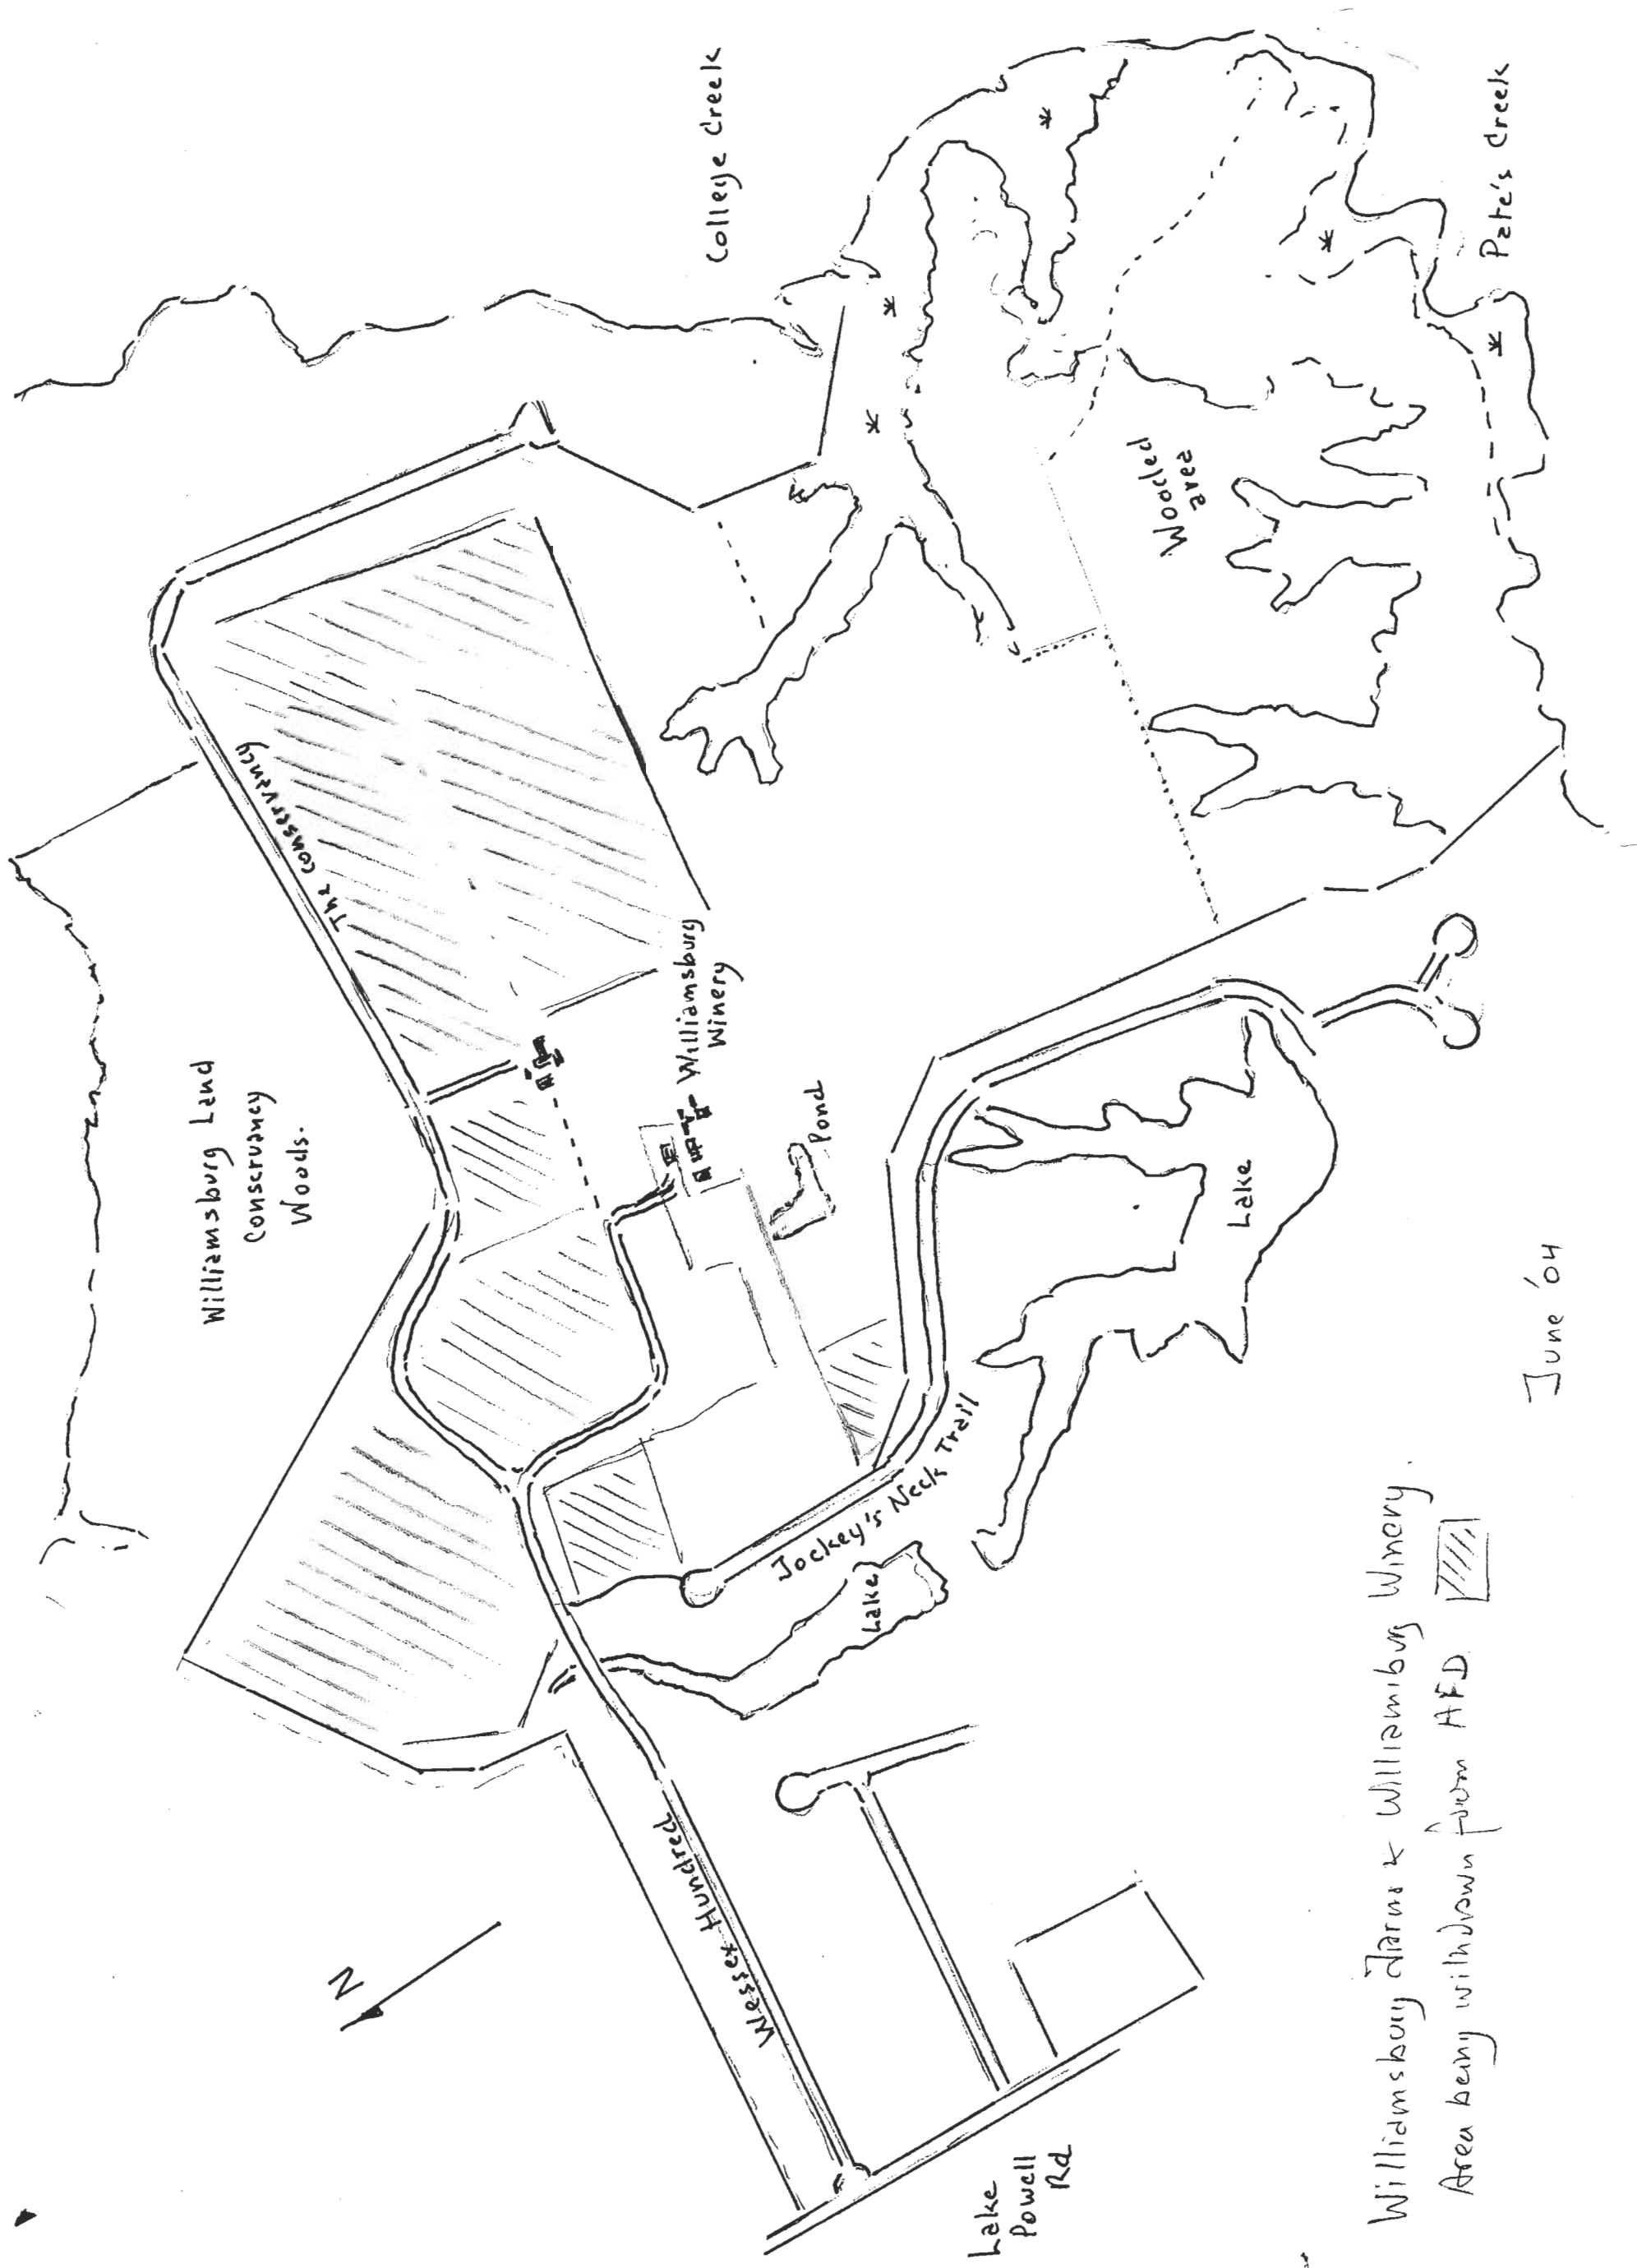 N
Williamsburg Land
Conservancy
Woods.
College Creek
The Conservancy
Wessex Hundred
Williamsburg
Winery
Pond
Wooded
area
Jockey's Neck Trail
Lake
Lake
Lake
Powell
Rd
Pate's Creek
June '04
Williamsburg Farms & Williamsburg Winery.
Area being withdrawn from AFD